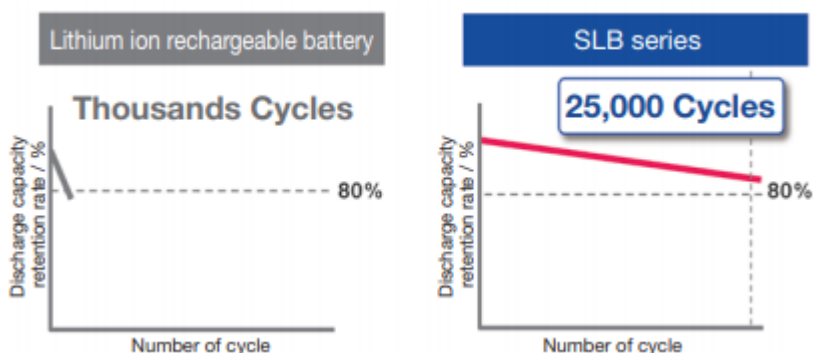 Lithium ion rechargeable battery
Thousands Cycles
Discharge capacity
retention rate / %
80%
Number of cycle
SLB series
25,000 Cycles
Discharge capacity
retention rate / %
80%
Number of cycle